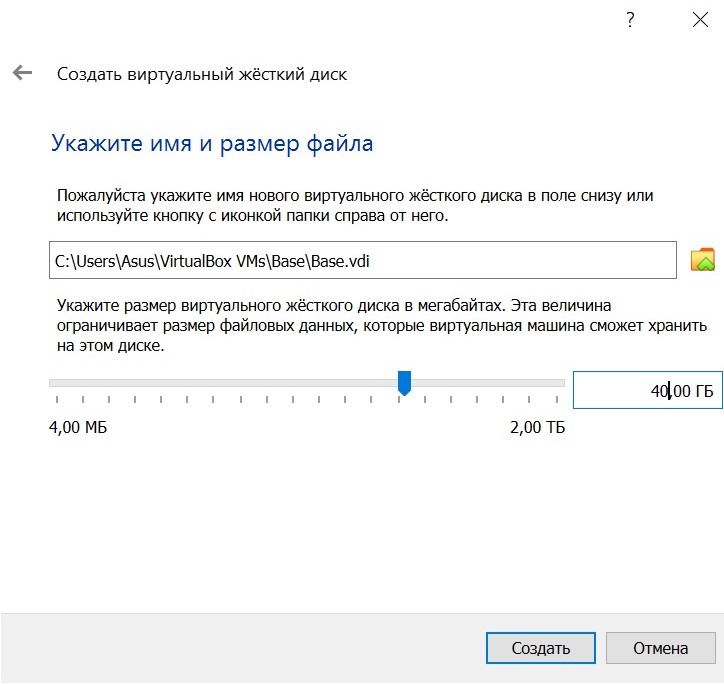 ?
Создать виртуальный жёсткий диск
Укажите имя и размер файла
Пожалуйста укажите имя нового виртуального жёсткого диска в поле снизу или
используйте кнопку с иконкой папки справа от него.
C:\Users\Asus\VirtualBox VMs\Base\Base.vdi
Укажите размер виртуального жёсткого диска в мегабайтах. Эта величина
ограничивает размер файловых данных, которые виртуальная машина сможет хранить
на этом диске.
40,00 ГБ
4,00 МБ 2,00 ТБ
Создать Отмена